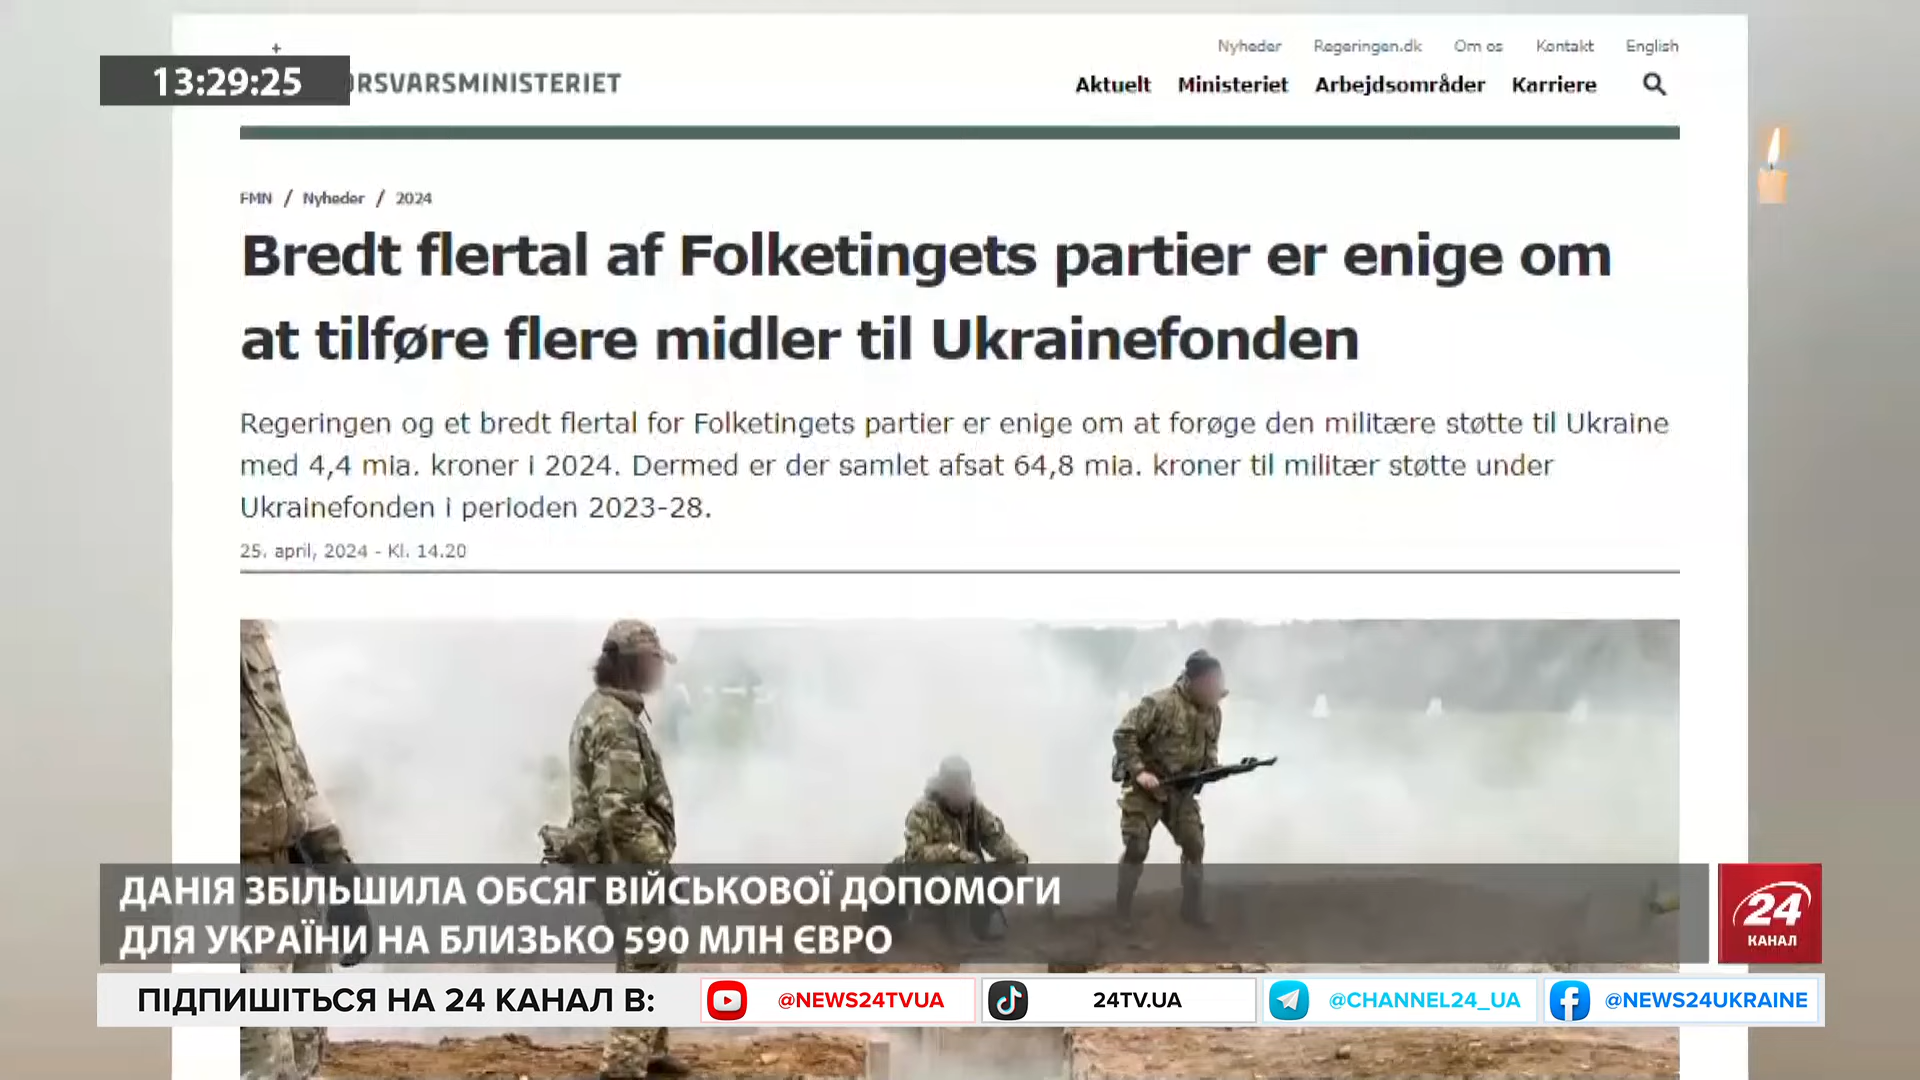 13:29:25
ORSVARSMINISTERIET
Nyheder Regeringen.dk Om os Kontakt English
Aktuelt Ministeriet Arbejdsområder Karriere
FMN / Nyheder / 2024
Bredt flertal af Folketingets partier er enige om
at tilføre flere midler til Ukrainefonden
Regeringen og et bredt flertal for Folketingets partier er enige om at forøge den militære støtte til Ukraine
med 4,4 mia. kroner i 2024. Dermed er der samlet afsat 64,8 mia. kroner til militær støtte under
Ukrainefonden i perioden 2023-28.
25. april, 2024 - Kl. 14.20
ДАНІЯ ЗБІЛЬШИЛА ОБСЯГ ВІЙСЬКОВОЇ ДОПОМОГИ
ДЛЯ УКРАЇНИ НА БЛИЗЬКО 590 МЛН ЄВРО
24
КАНАЛ
ПІДПИШІТЬСЯ НА 24 КАНАЛ В: @NEWS24TVUA 24TV.UA @CHANNEL24_UA @NEWS24UKRAINE